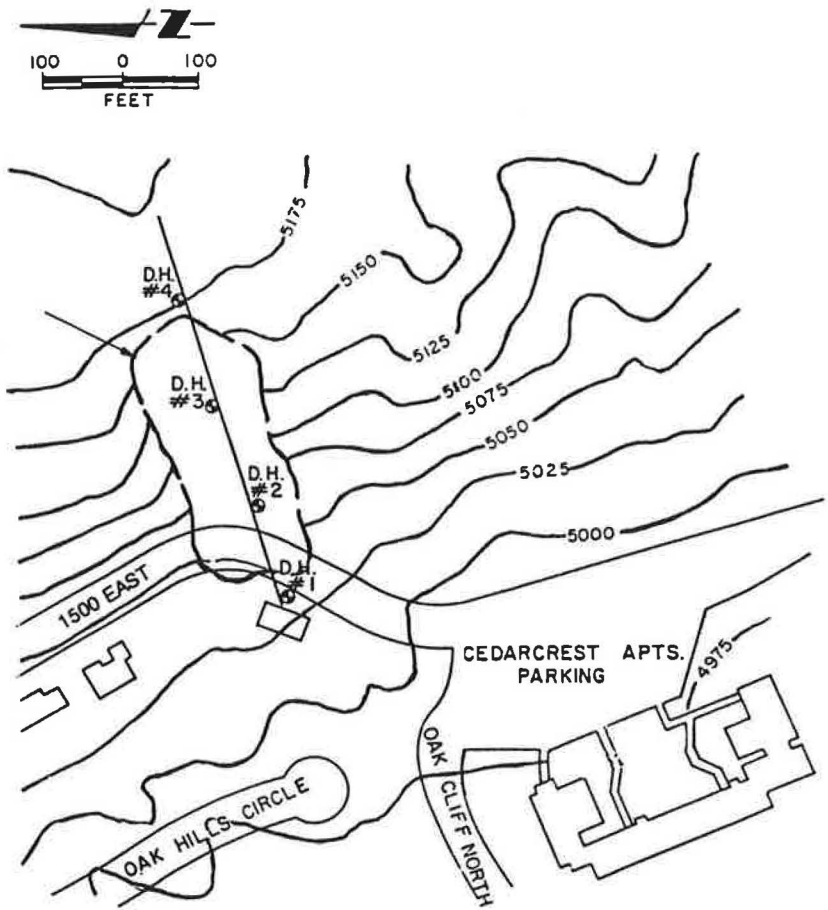 N
100 0 100
FEET
5175
D.H.
#4
5150
5125
D.H.
#3
5100
5075
5050
D.H.
#2
5025
5000
D.H.
#1
1500 EAST
CEDARCREST APTS.
PARKING
4975
OAK CLIFF NORTH
OAK HILLS CIRCLE